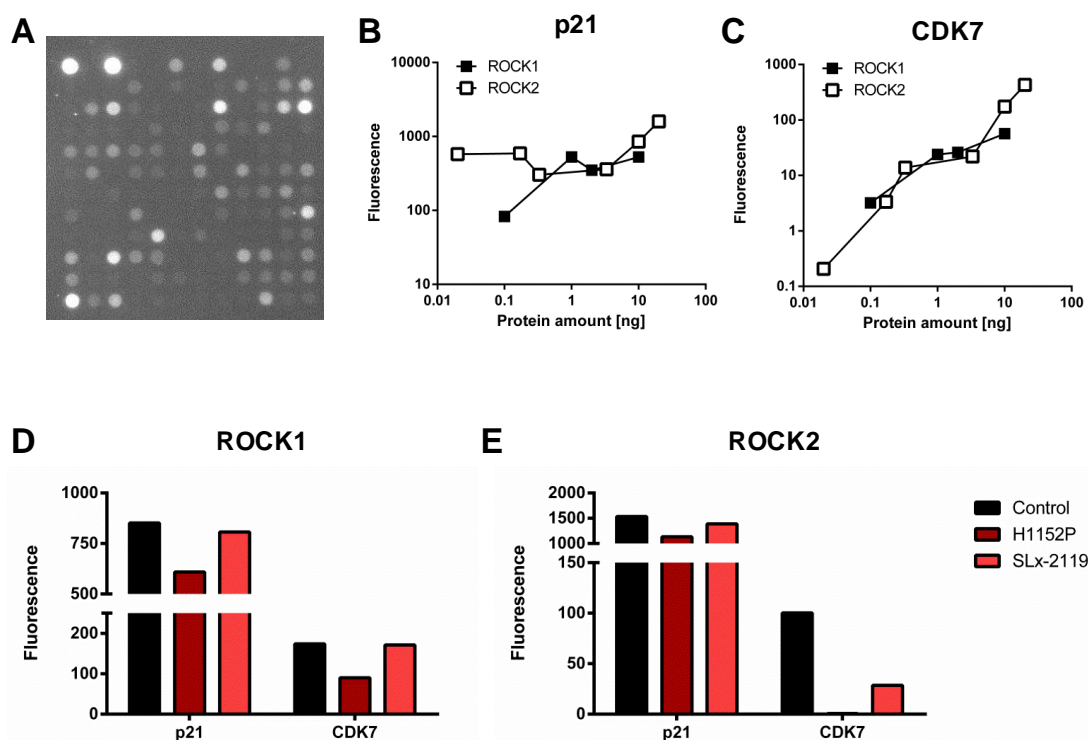 A
B
p21
10000
1000
100
10
Fluorescence
ROCK1
ROCK2
0.01
0.1
1
10
100
Protein amount [ng]
C
CDK7
1000
100
10
1
0.1
Fluorescence
ROCK1
ROCK2
0.01
0.1
1
10
100
Protein amount [ng]
D
ROCK1
1000
750
500
200
100
0
Fluorescence
p21
CDK7
E
ROCK2
2000
1500
1000
150
100
50
0
Fluorescence
p21
CDK7
Control
H1152P
SLx-2119